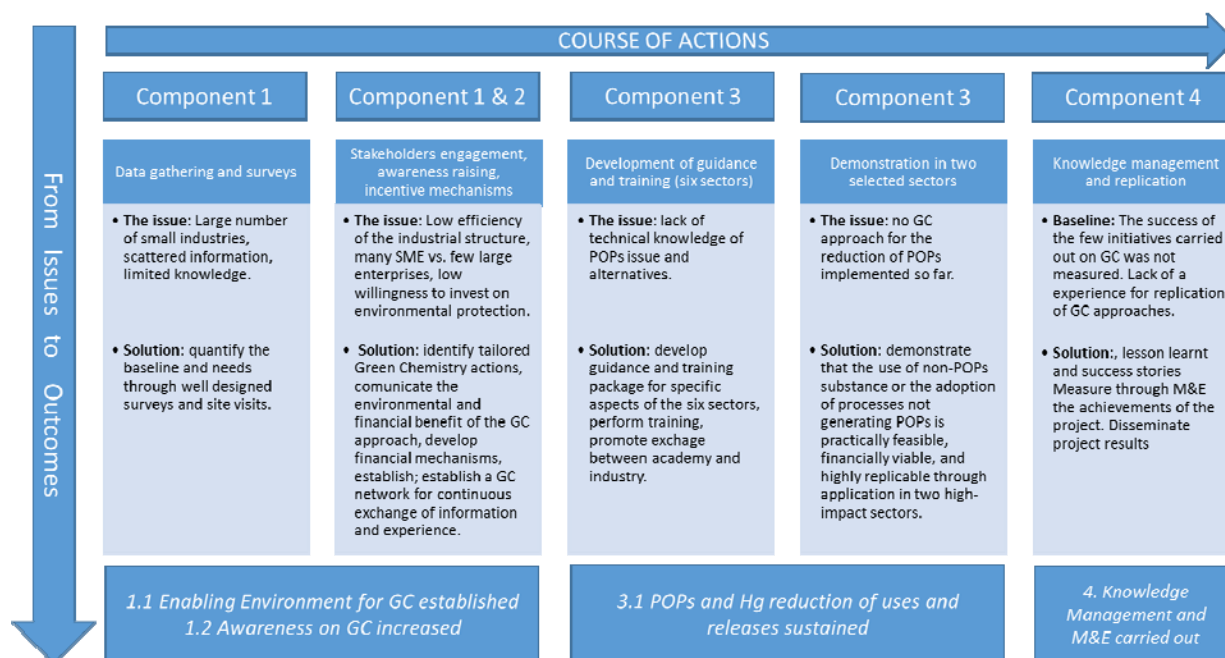 COURSE OF ACTIONS
From Issues to Outcomes
Component 1
Data gathering and surveys
• The issue: Large number
of small industries,
scattered information,
limited knowledge.
• Solution: quantify the
baseline and needs
through well designed
surveys and site visits.
Component 1 & 2
Stakeholders engagement,
awareness raising,
incentive mechanisms
• The issue: Low efficiency
of the industrial structure,
many SME vs. few large
enterprises, low
willingness to invest on
environmental protection.
• Solution: identify tailored
Green Chemistry actions,
comunicate the
environmental and
financial benefit of the GC
approach, develop
financial mechanisms,
establish; establish a GC
network for continuous
exchange of information
and experience.
Component 3
Development of guidance
and training (six sectors)
• The issue: lack of
technical knowledge of
POPs issue and
alternatives.
• Solution: develop
guidance and training
package for specific
aspects of the six sectors,
perform training,
promote exchage
between academy and
industry.
Component 3
Demonstration in two
selected sectors
• The issue: no GC
approach for the
reduction of POPs
implemented so far.
• Solution: demonstrate
that the use of non-POPs
substance or the adoption
of processes not
generating POPs is
practically feasible,
financially viable, and
highly replicable through
application in two high-
impact sectors.
Component 4
Knowledge management
and replication
• Baseline: The success of
the few initiatives carried
out on GC was not
measured. Lack of a
experience for replication
of GC approaches.
• Solution:, lesson learnt
and success stories
Measure through M&E
the achievements of the
project. Disseminate
project results
1.1 Enabling Environment for GC established
1.2 Awareness on GC increased
3.1 POPs and Hg reduction of uses and
releases sustained
4. Knowledge
Management and
M&E carried out